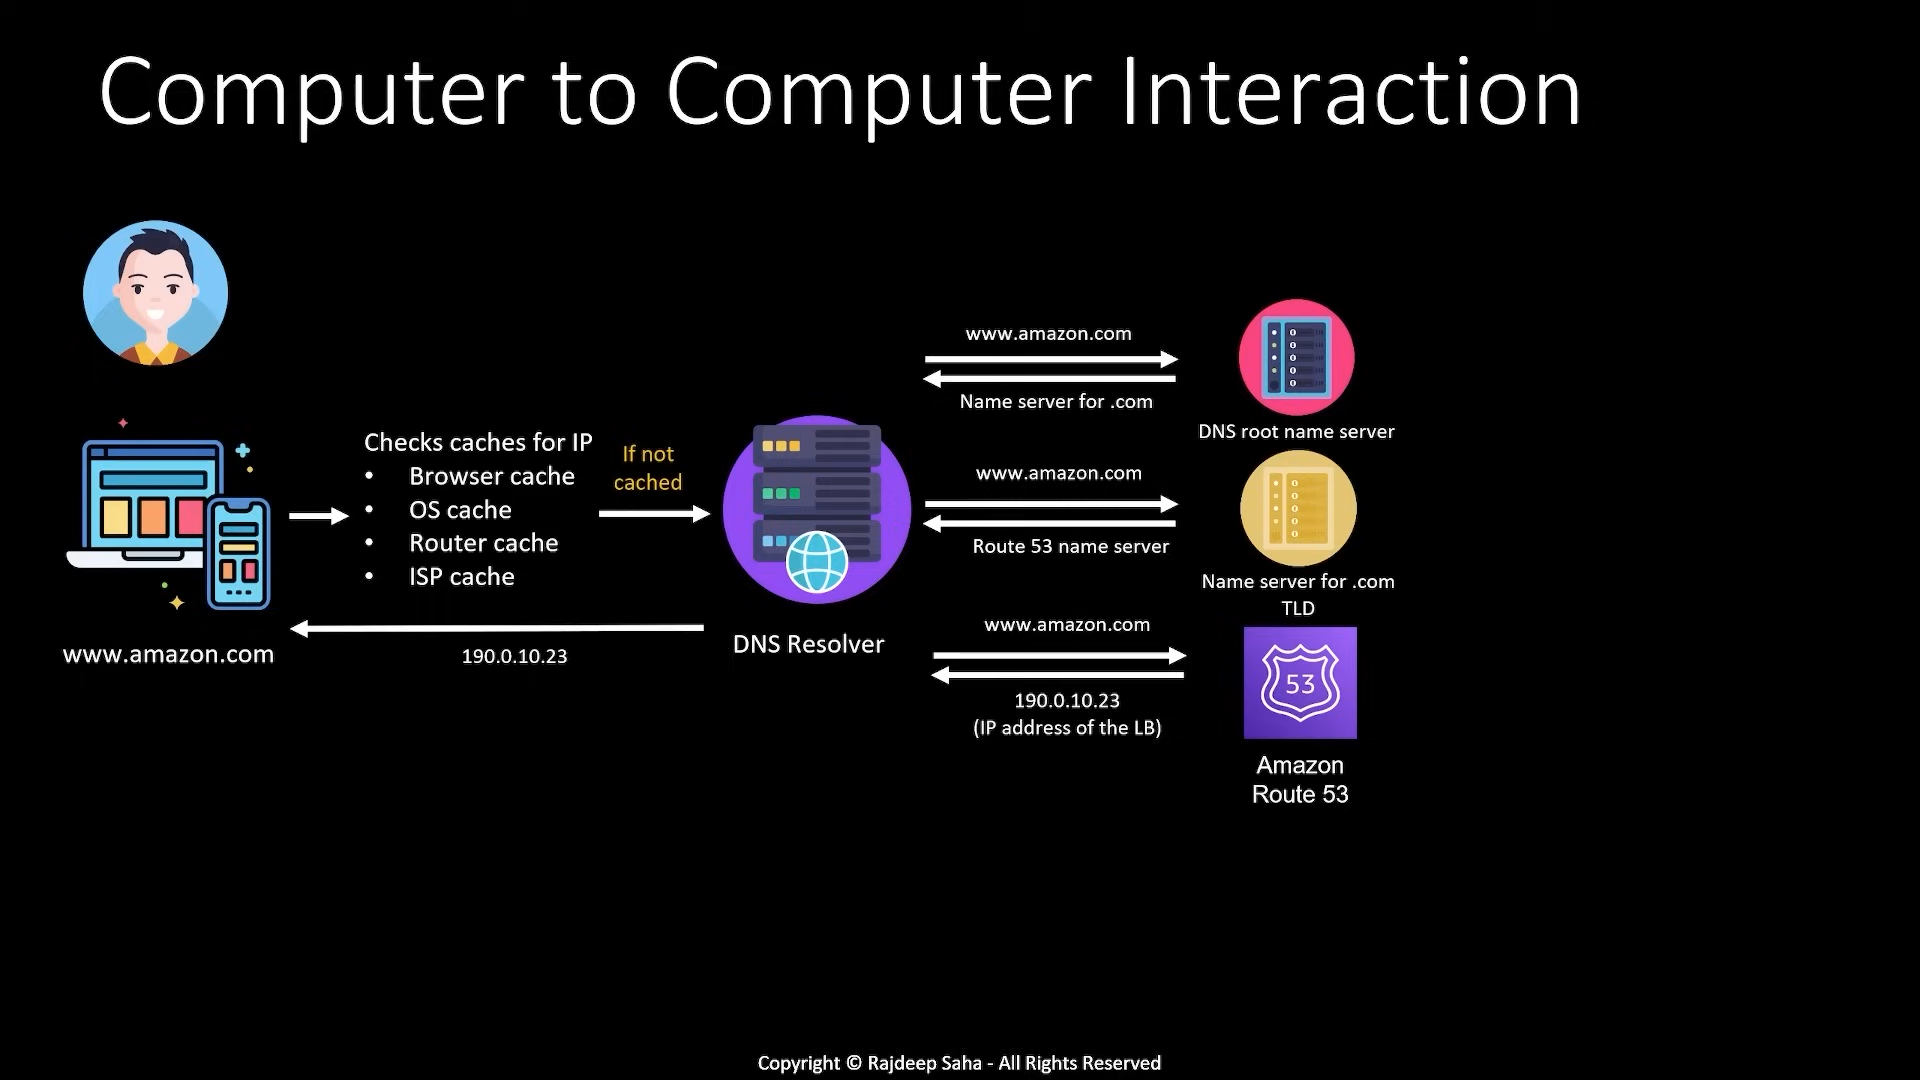 Computer to Computer Interaction
www.amazon.com
Checks caches for IP
• Browser cache
• OS cache
• Router cache
• ISP cache
If not
cached
190.0.10.23
DNS Resolver
www.amazon.com
Name server for .com
DNS root name server
www.amazon.com
Route 53 name server
Name server for .com
TLD
www.amazon.com
190.0.10.23
(IP address of the LB)
53
Amazon
Route 53
Copyright © Rajdeep Saha - All Rights Reserved